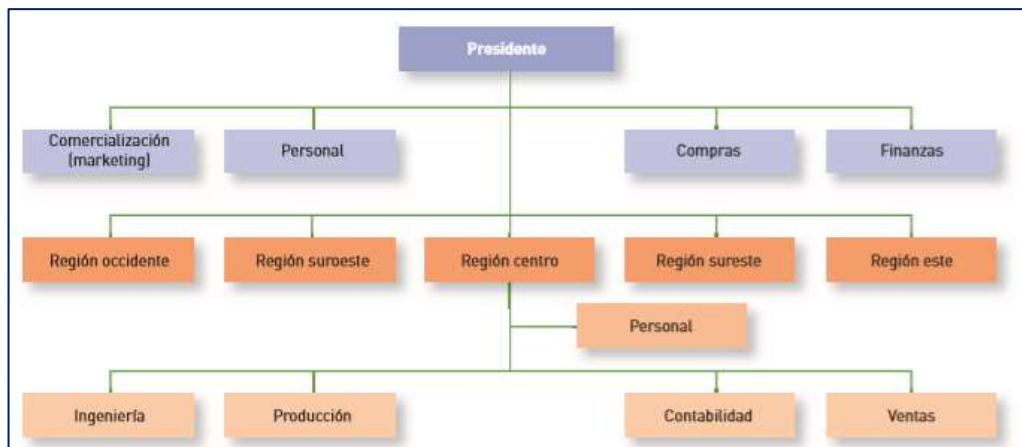 Presidente
Comercialización
(marketing)
Personal
Compras
Finanzas
Región occidente
Región suroeste
Región centro
Región sureste
Región este
Personal
Ingeniería
Producción
Contabilidad
Ventas